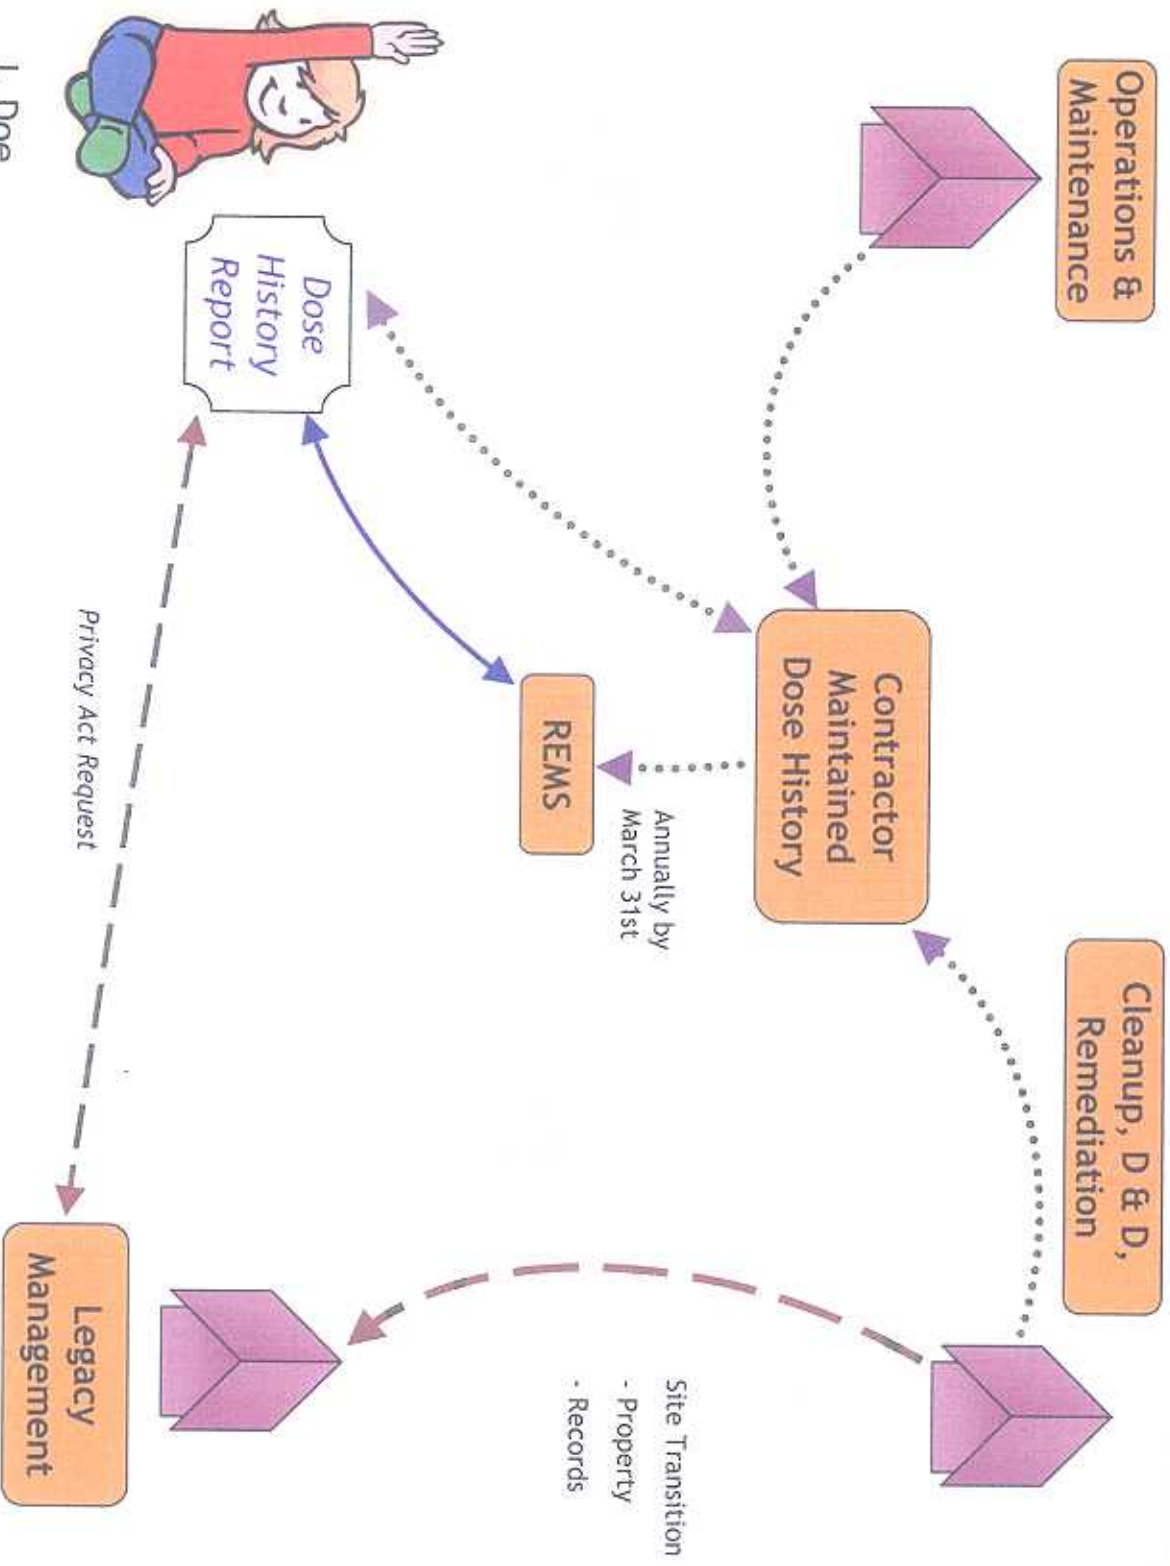 Operations &
Maintenance
Cleanup, D & D,
Remediation
Contractor
Maintained
Dose History
Annually by
March 31st
REMS
Site Transition
- Property
- Records
Dose
History
Report
Privacy Act Request
Legacy
Management
J. Doe